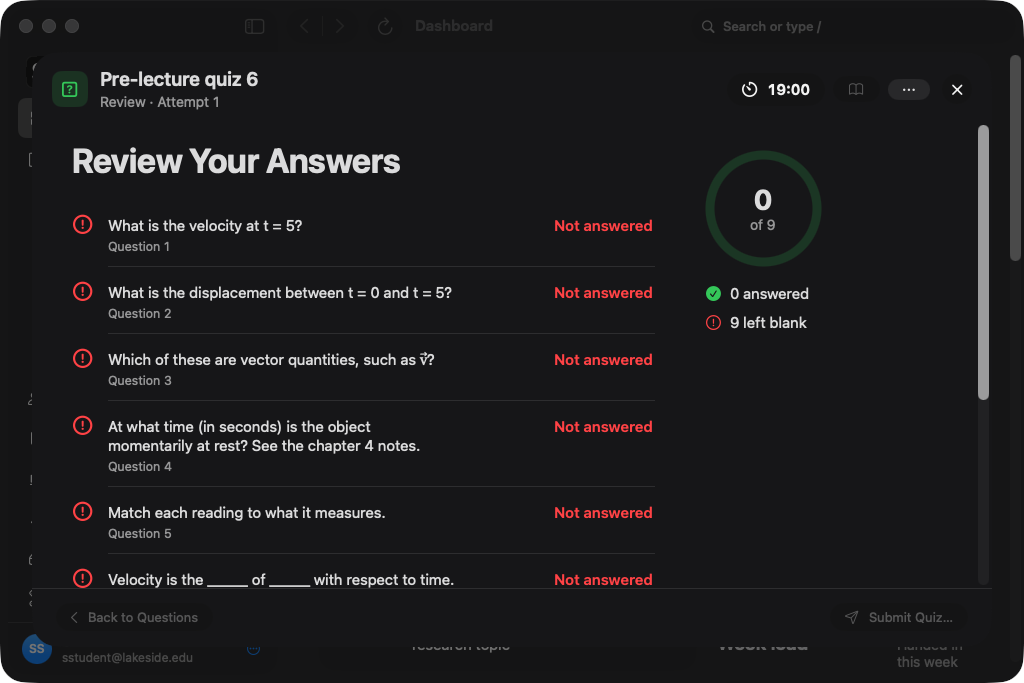 Dashboard
Search or type /
Pre-lecture quiz 6
Review · Attempt 1
19:00
Review Your Answers
What is the velocity at t = 5?
Not answered
Question 1
What is the displacement between t = 0 and t = 5?
Not answered
Question 2
Which of these are vector quantities, such as v⃗?
Not answered
Question 3
At what time (in seconds) is the object
momentarily at rest? See the chapter 4 notes.
Not answered
Question 4
Match each reading to what it measures.
Not answered
Question 5
Velocity is the _____ of _____ with respect to time.
Not answered
0
of 9
0 answered
9 left blank
Back to Questions
Submit Quiz...
SS
sstudent@lakeside.edu
research topic
Week load
Handed in
this week